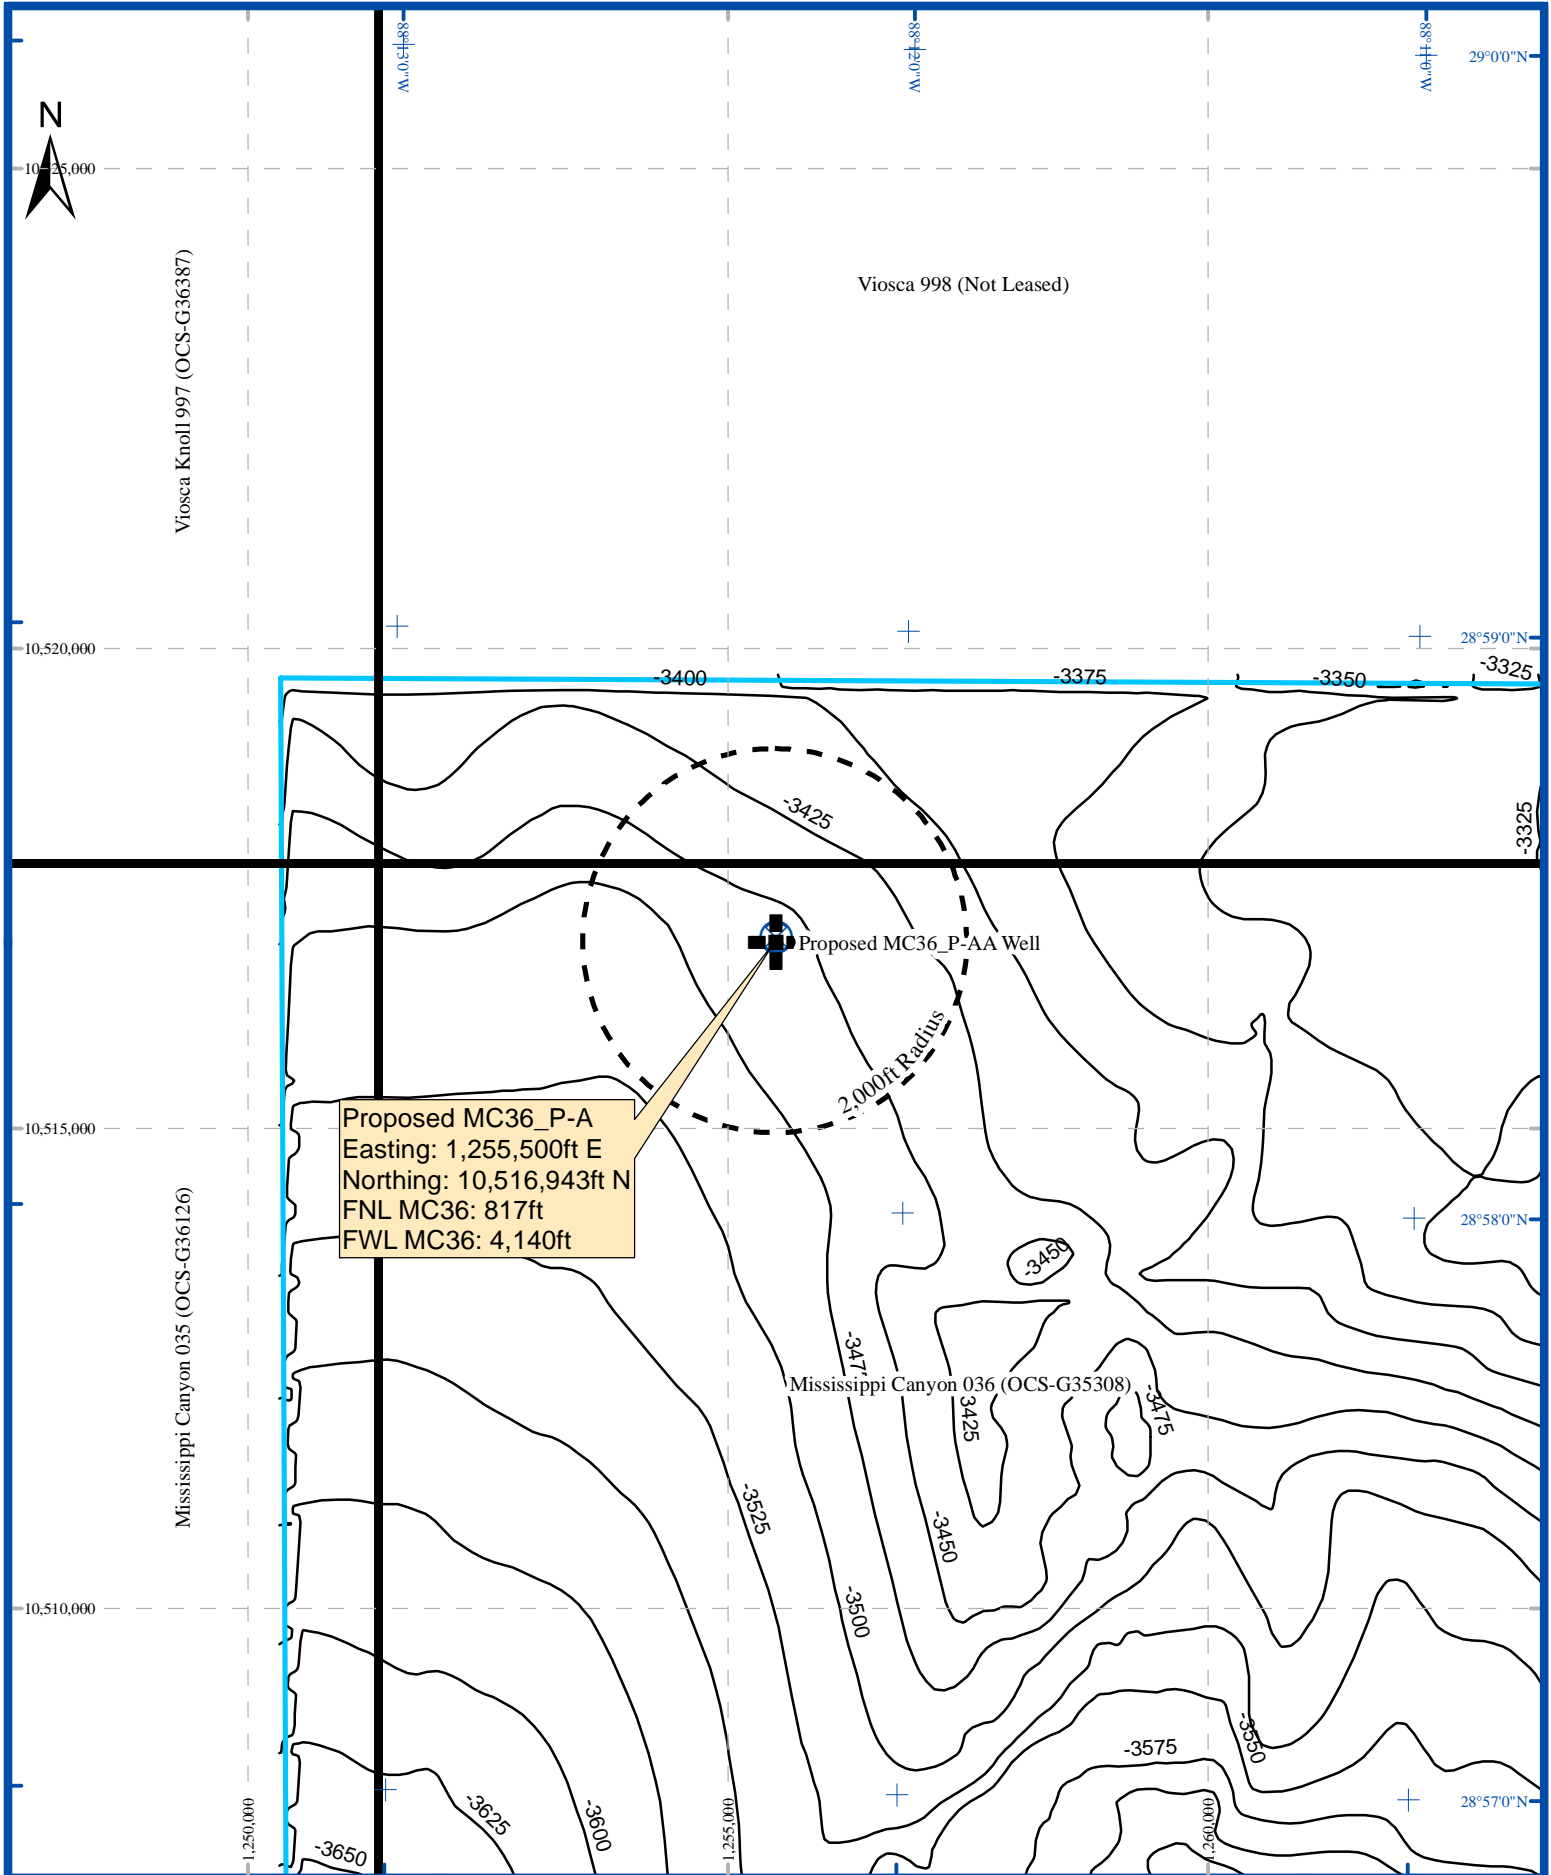 88°13'0"W
88°12'0"W
88°11'0"W
29°0'0"N
N
10,525,000
Viosca Knoll 997 (OCS-G36387)
Viosca 998 (Not Leased)
28°59'0"N
10,520,000
-3400
-3375
-3350
-3325
-3425
-3325
Proposed MC36_P-AA Well
2,000ft Radius
10,515,000
Proposed MC36_P-A
Easting: 1,255,500ft E
Northing: 10,516,943ft N
FNL MC36: 817ft
FWL MC36: 4,140ft
28°58'0"N
Mississippi Canyon 035 (OCS-G36126)
-3450
-347
Mississippi Canyon 036 (OCS-G35308)
-3425
-3475
-3525
-3450
-3500
10,510,000
-3550
-3575
28°57'0"N
-3625
-3600
-3650
1,250,000
1,255,000
1,260,000